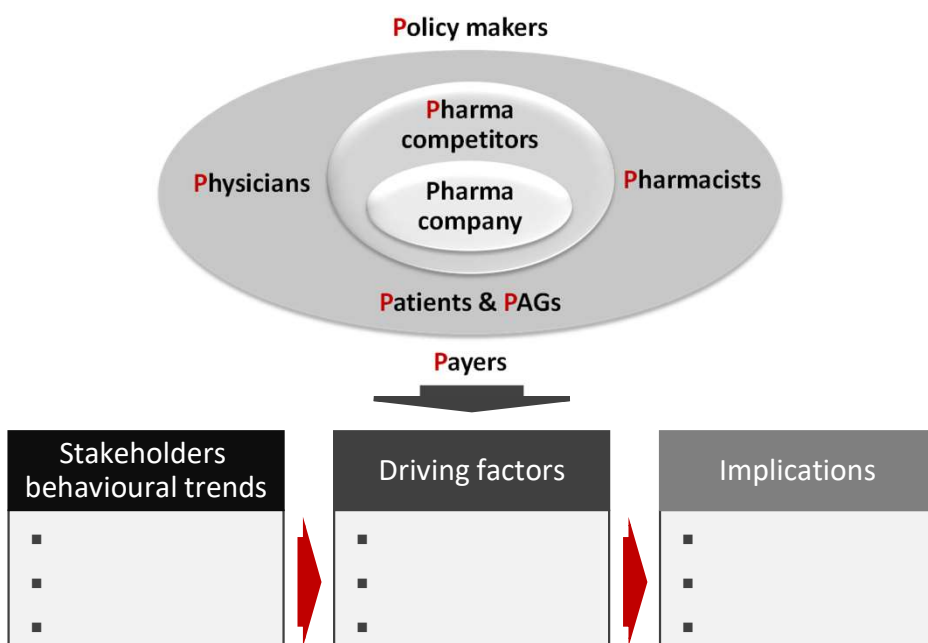 Policy makers
Pharma
competitors
Physicians
Pharmacists
Pharma
company
Patients & PAGs
Payers
Stakeholders
behavioural trends
Driving factors
Implications